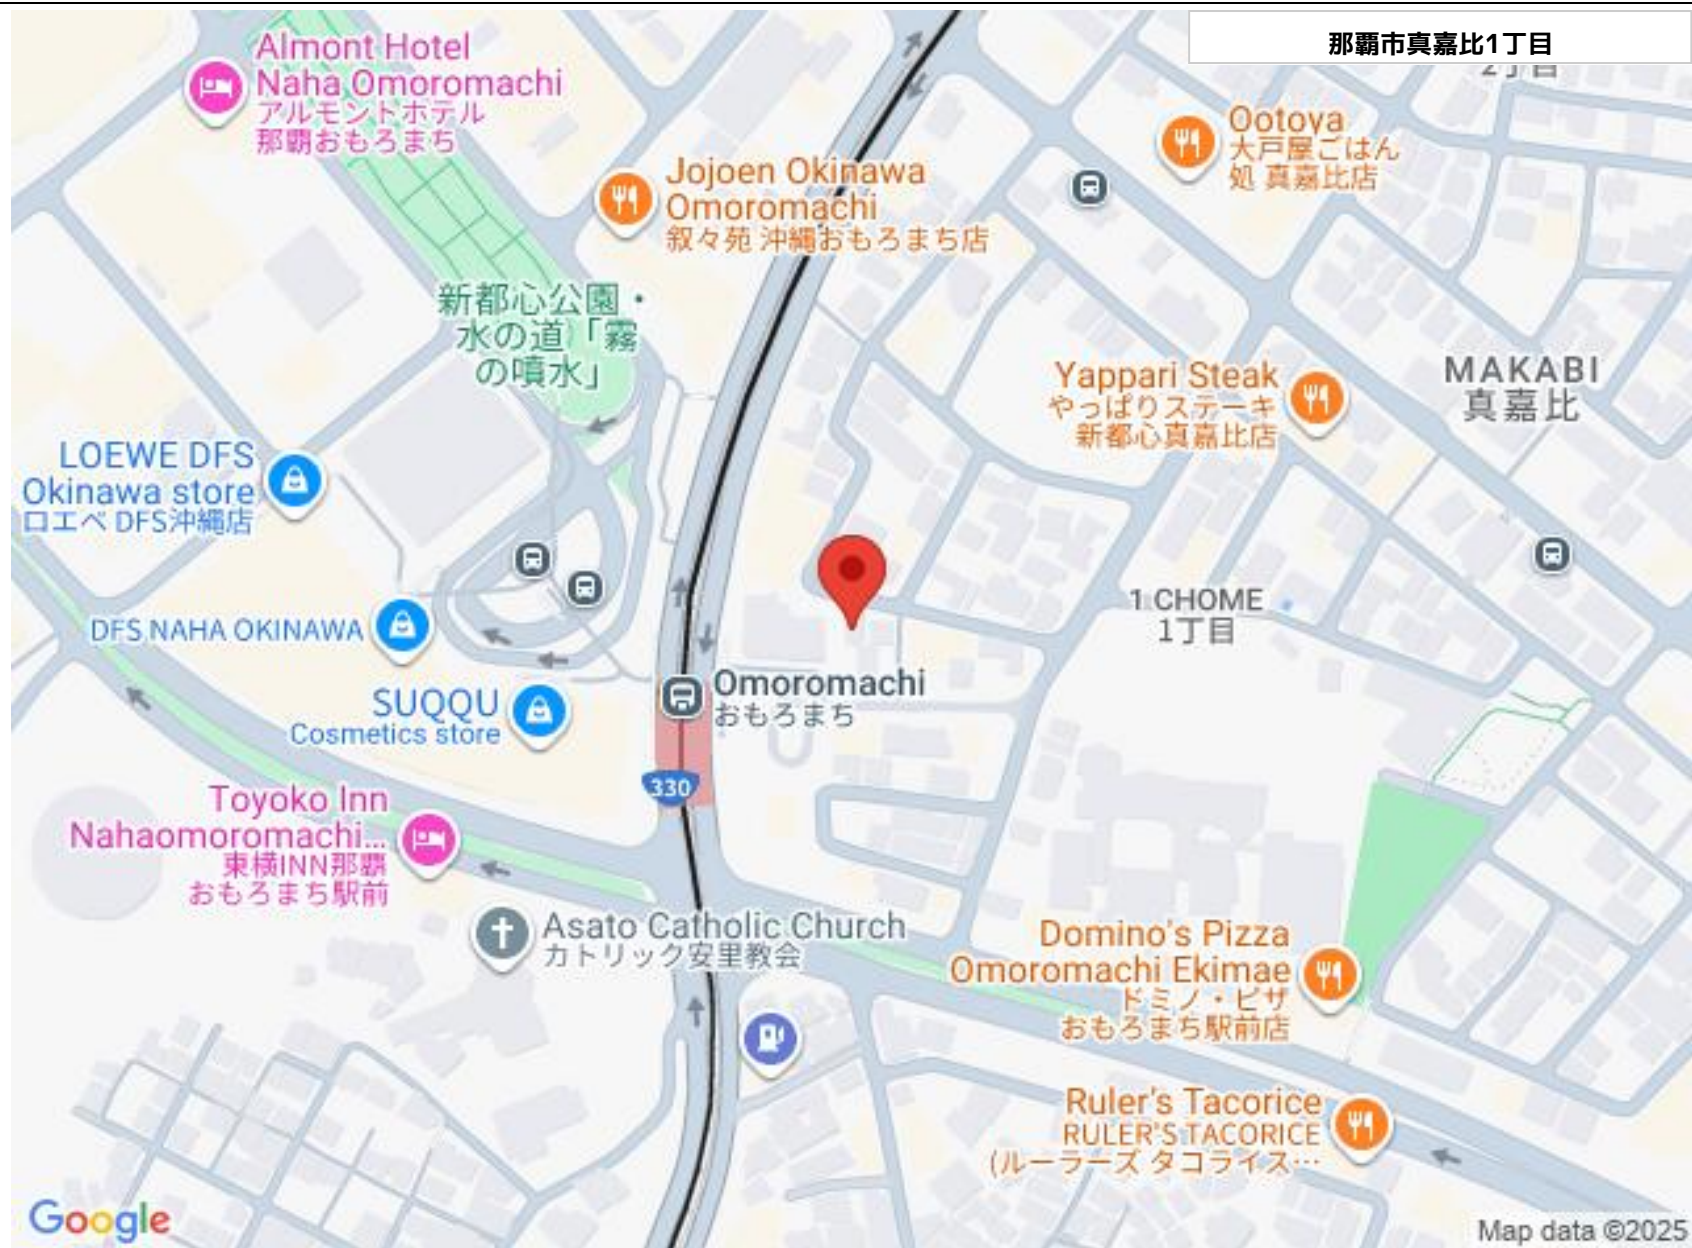 那覇市真嘉比1丁目
2丁目
Almont Hotel
Naha Omoromachi
アルモントホテル
那覇おもろまち
Ootoya
大戸屋ごはん
処 真嘉比店
Jojoen Okinawa
Omoromachi
叙々苑 沖縄おもろまち店
新都心公園・
水の道「霧
の噴水」
Yappari Steak
やっぱりステーキ
新都心真嘉比店
MAKABI
真嘉比
LOEWE DFS
Okinawa store
ロエベ DFS沖縄店
1 CHOME
1丁目
DFS NAHA OKINAWA
Omoromachi
おもろまち
SUQQU
Cosmetics store
330
Toyoko Inn
Nahaomoromachi...
東横INN那覇
おもろまち駅前
Asato Catholic Church
カトリック安里教会
Domino's Pizza
Omoromachi Ekimae
ドミノ・ピザ
おもろまち駅前店
Ruler's Tacorice
RULER'S TACORICE
(ルーラーズ タコライス…
Google
Map data ©2025